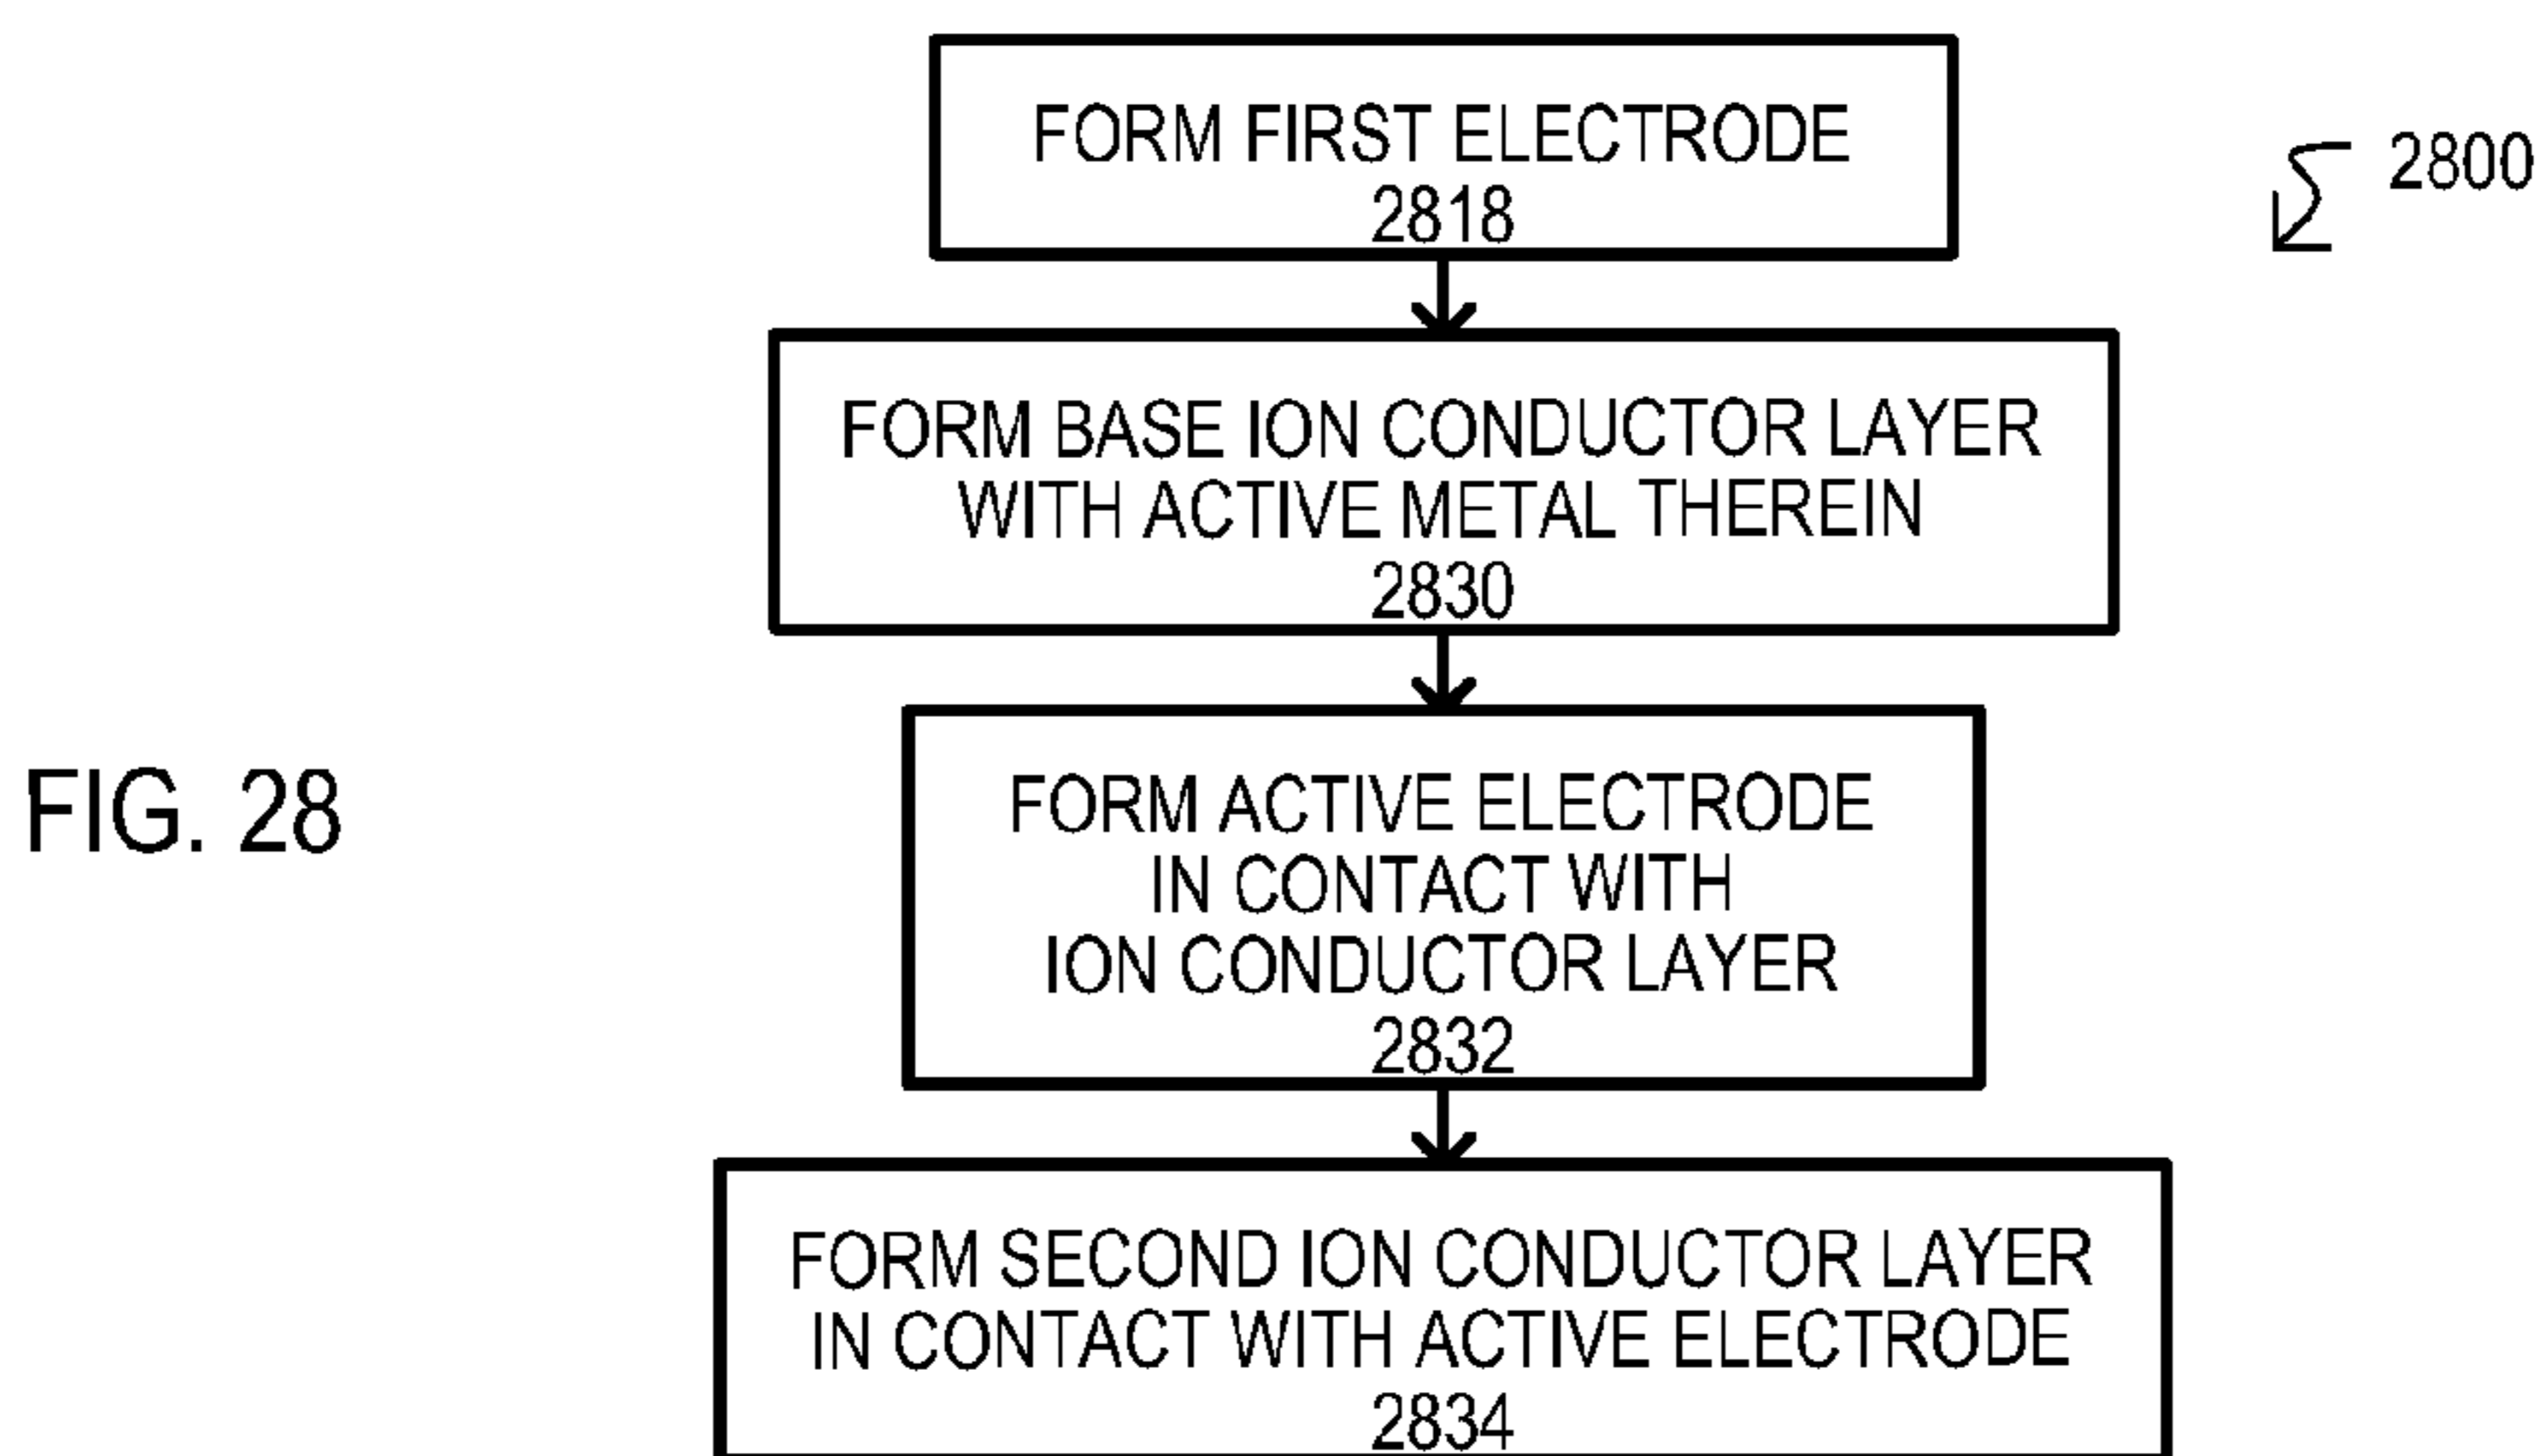 FORM FIRST ELECTRODE
2818
2800
FORM BASE ION CONDUCTOR LAYER
WITH ACTIVE METAL THEREIN
2830
FORM ACTIVE ELECTRODE
IN CONTACT WITH
ION CONDUCTOR LAYER
2832
FIG. 28
FORM SECOND ION CONDUCTOR LAYER
IN CONTACT WITH ACTIVE ELECTRODE
2834